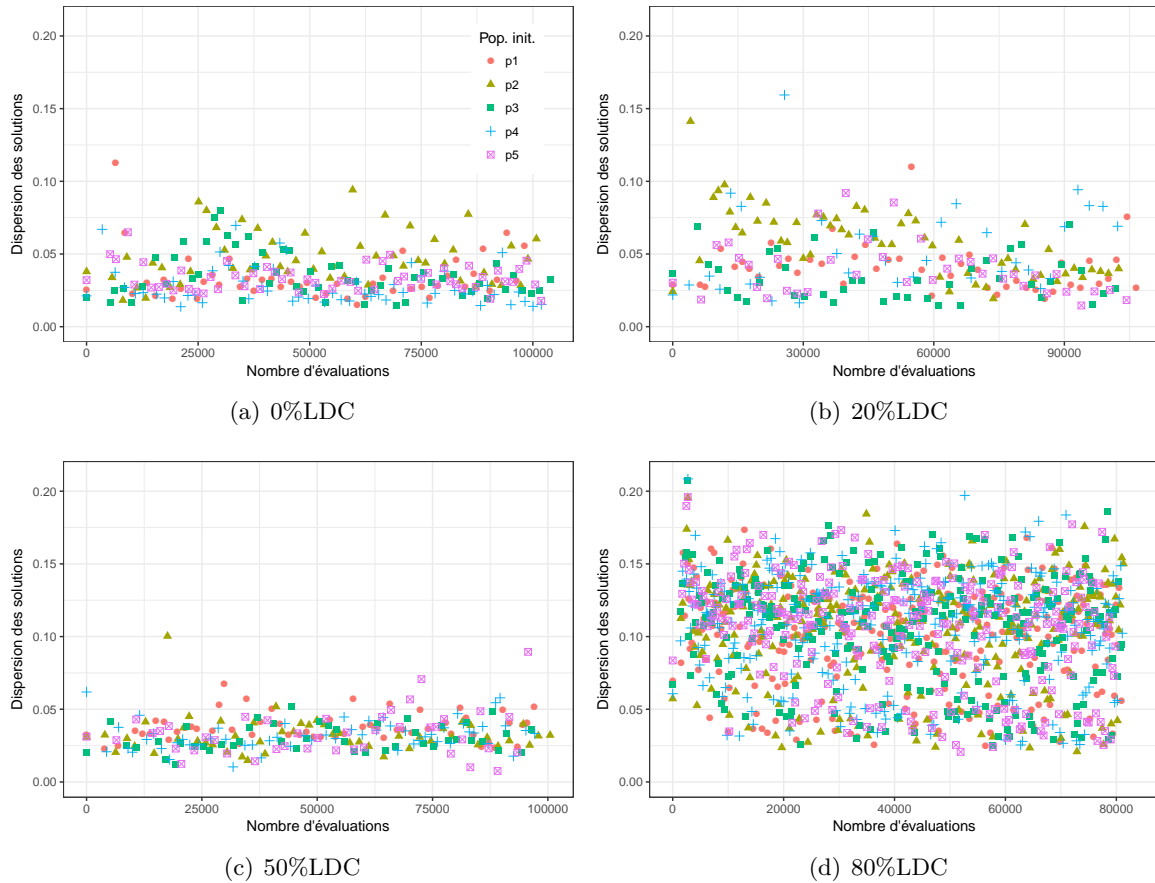 0.20
0.15
0.10
0.05
0.00
Dispersion des solutions
Pop. init.
p1
p2
p3
p4
p5
0
25000
50000
75000
100000
Nombre d'évaluations
(a) 0%LDC
0.20
0.15
0.10
0.05
0.00
Dispersion des solutions
0
30000
60000
90000
Nombre d'évaluations
(b) 20%LDC
0.20
0.15
0.10
0.05
0.00
Dispersion des solutions
0
25000
50000
75000
100000
Nombre d'évaluations
(c) 50%LDC
0.20
0.15
0.10
0.05
0.00
Dispersion des solutions
0
20000
40000
60000
80000
Nombre d'évaluations
(d) 80%LDC